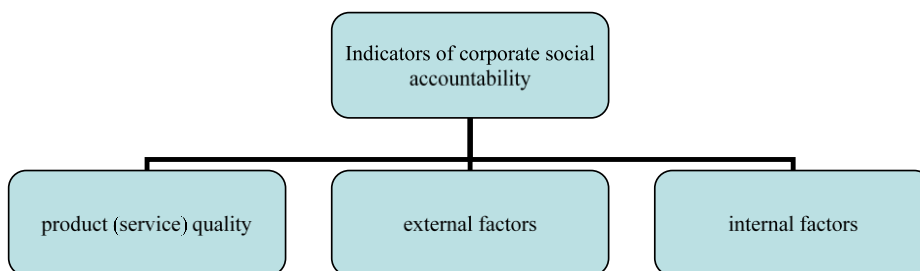 Indicators of corporate social
accountability
product (service) quality
external factors
internal factors